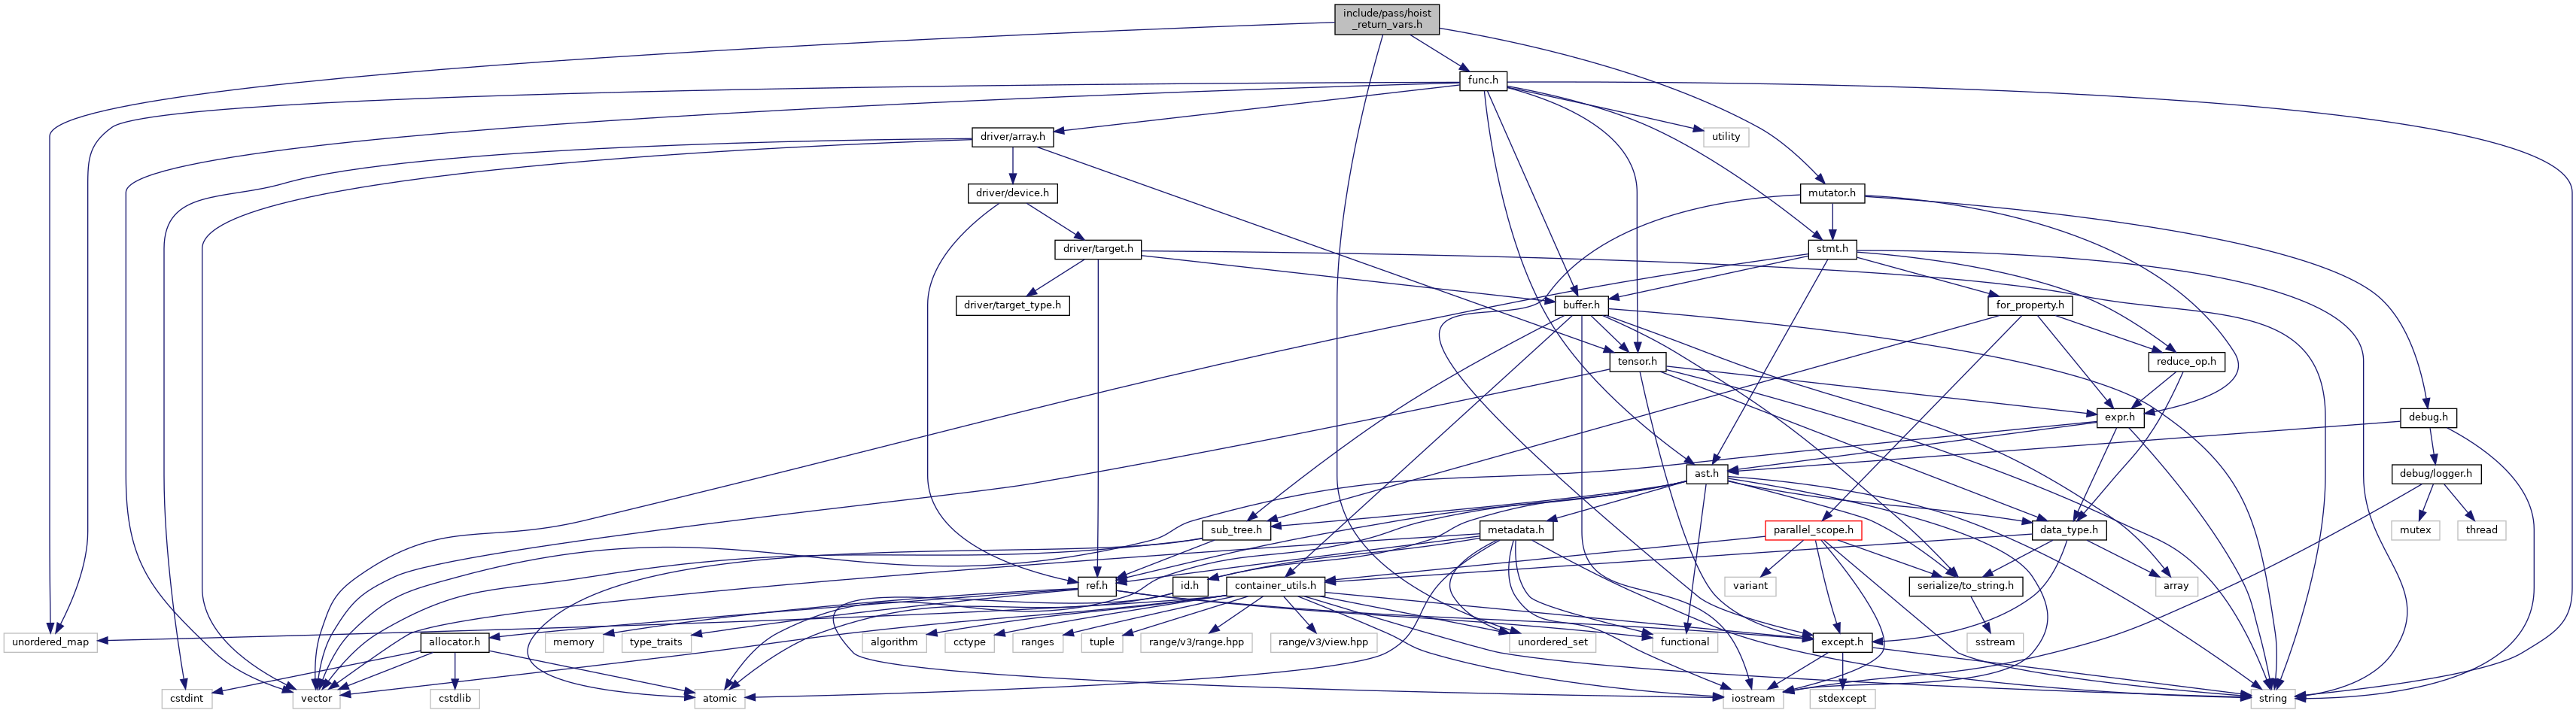 include/pass/hoist
_return_vars.h
func.h
driver/array.h
utility
driver/device.h
mutator.h
driver/target.h
stmt.h
driver/target_type.h
buffer.h
for_property.h
tensor.h
reduce_op.h
expr.h
debug.h
ast.h
debug/logger.h
sub_tree.h
metadata.h
parallel_scope.h
data_type.h
mutex
thread
ref.h
id.h
container_utils.h
variant
serialize/to_string.h
array
unordered_map
allocator.h
memory
type_traits
algorithm
cctype
ranges
tuple
range/v3/range.hpp
range/v3/view.hpp
unordered_set
functional
except.h
sstream
cstdint
vector
cstdlib
atomic
iostream
stdexcept
string